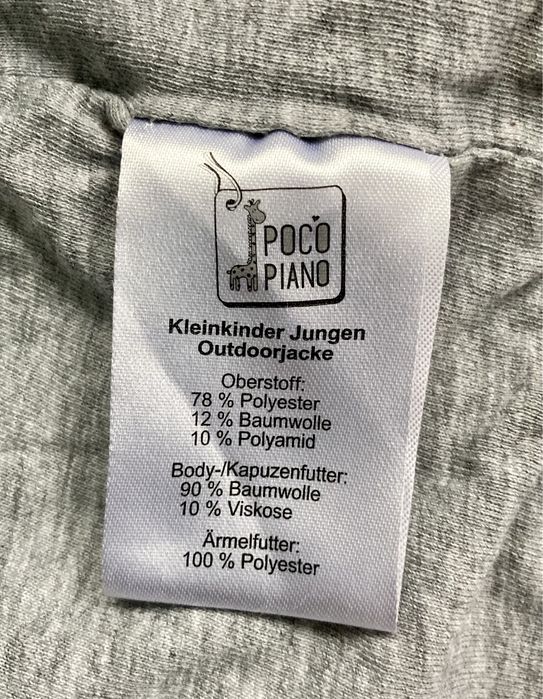 POCO
PIANO
Kleinkinder Jungen
Outdoorjacke
Oberstoff:
78 % Polyester
12 % Baumwolle
10 % Polyamid
Body-/Kapuzenfutter:
90 % Baumwolle
10 % Viskose
Ärmelfutter:
100 % Polyester